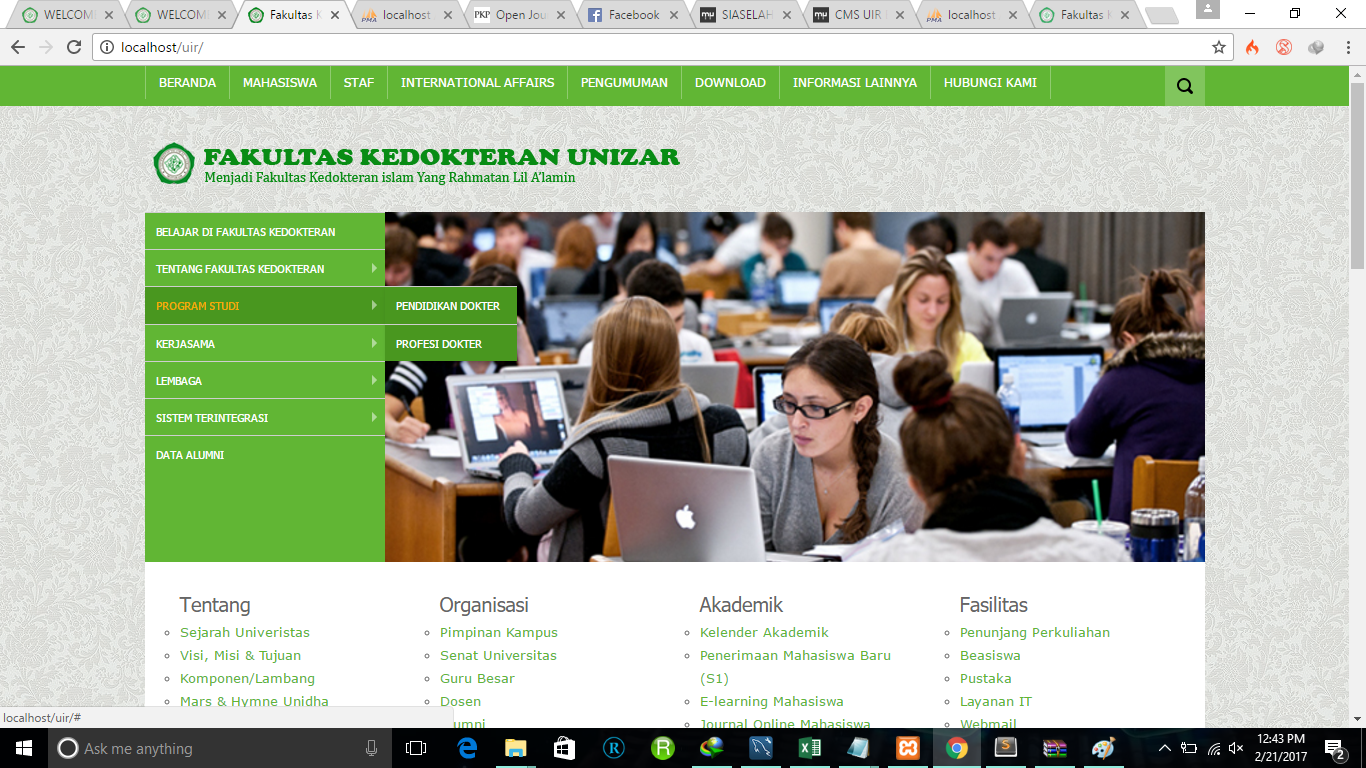 WELCOM
WELCOM
Fakultas K
localhost
Open Jou
Facebook
SIASELAH
CMS UIR
localhost
Fakultas K
localhost/uir/
BERANDA
MAHASISWA
STAF
INTERNATIONAL AFFAIRS
PENGUMUMAN
DOWNLOAD
INFORMASI LAINNYA
HUBUNGI KAMI
FAKULTAS KEDOKTERAN UNIZAR
Menjadi Fakultas Kedokteran islam Yang Rahmatan Lil A'lamin
BELAJAR DI FAKULTAS KEDOKTERAN
TENTANG FAKULTAS KEDOKTERAN
PROGRAM STUDI
PENDIDIKAN DOKTER
PROFESI DOKTER
KERJASAMA
LEMBAGA
SISTEM TERINTEGRASI
DATA ALUMNI
Tentang
Sejarah Univeristas
Visi, Misi & Tujuan
Komponen/Lambang
Mars & Hymne Unidha
Organisasi
Pimpinan Kampus
Senat Universitas
Guru Besar
Dosen
Akademik
Kelender Akademik
Penerimaan Mahasiswa Baru
(S1)
E-learning Mahasiswa
Journal Online Mahasiswa
Fasilitas
Penunjang Perkuliahan
Beasiswa
Pustaka
Layanan IT
Webmail
localhost/uir/#
Ask me anything
12:43 PM
2/21/2017
2